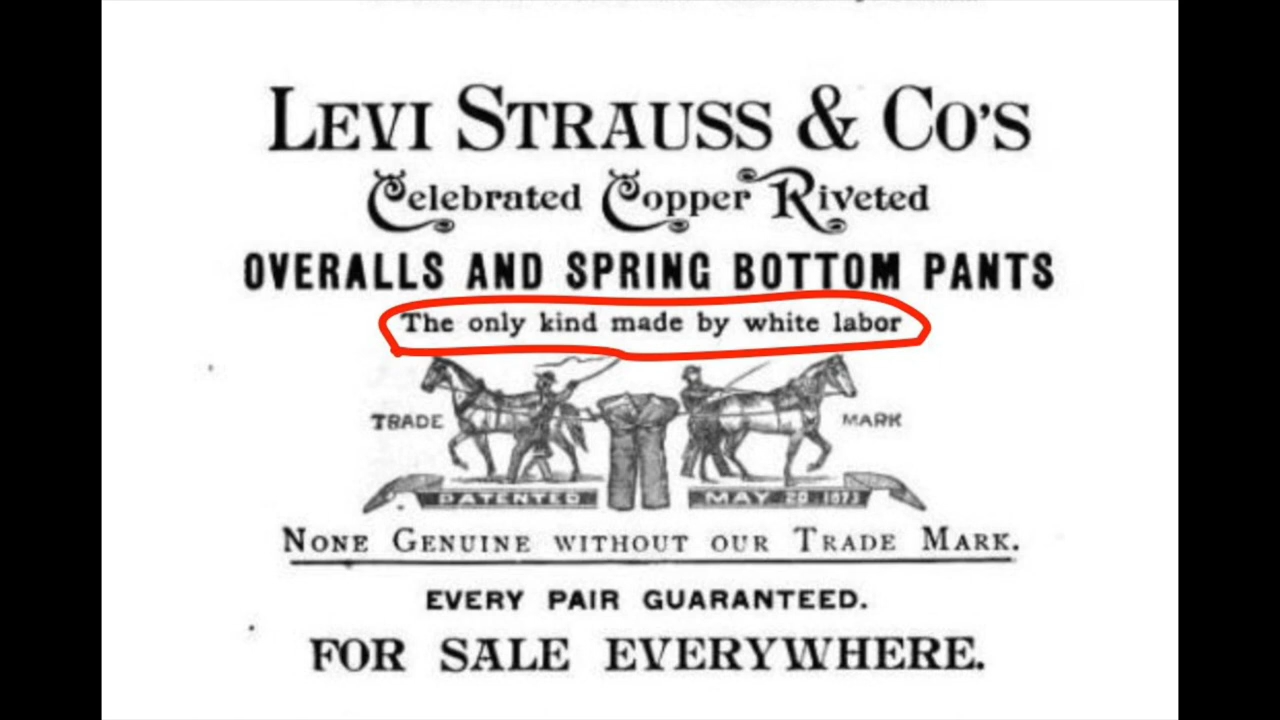 LEVI STRAUSS & CO'S
Celebrated Copper Riveted
OVERALLS AND SPRING BOTTOM PANTS
The only kind made by white labor
TRADE MARK
PATENTED MAY 20 1873
NONE GENUINE WITHOUT OUR TRADE MARK.
EVERY PAIR GUARANTEED.
FOR SALE EVERYWHERE.